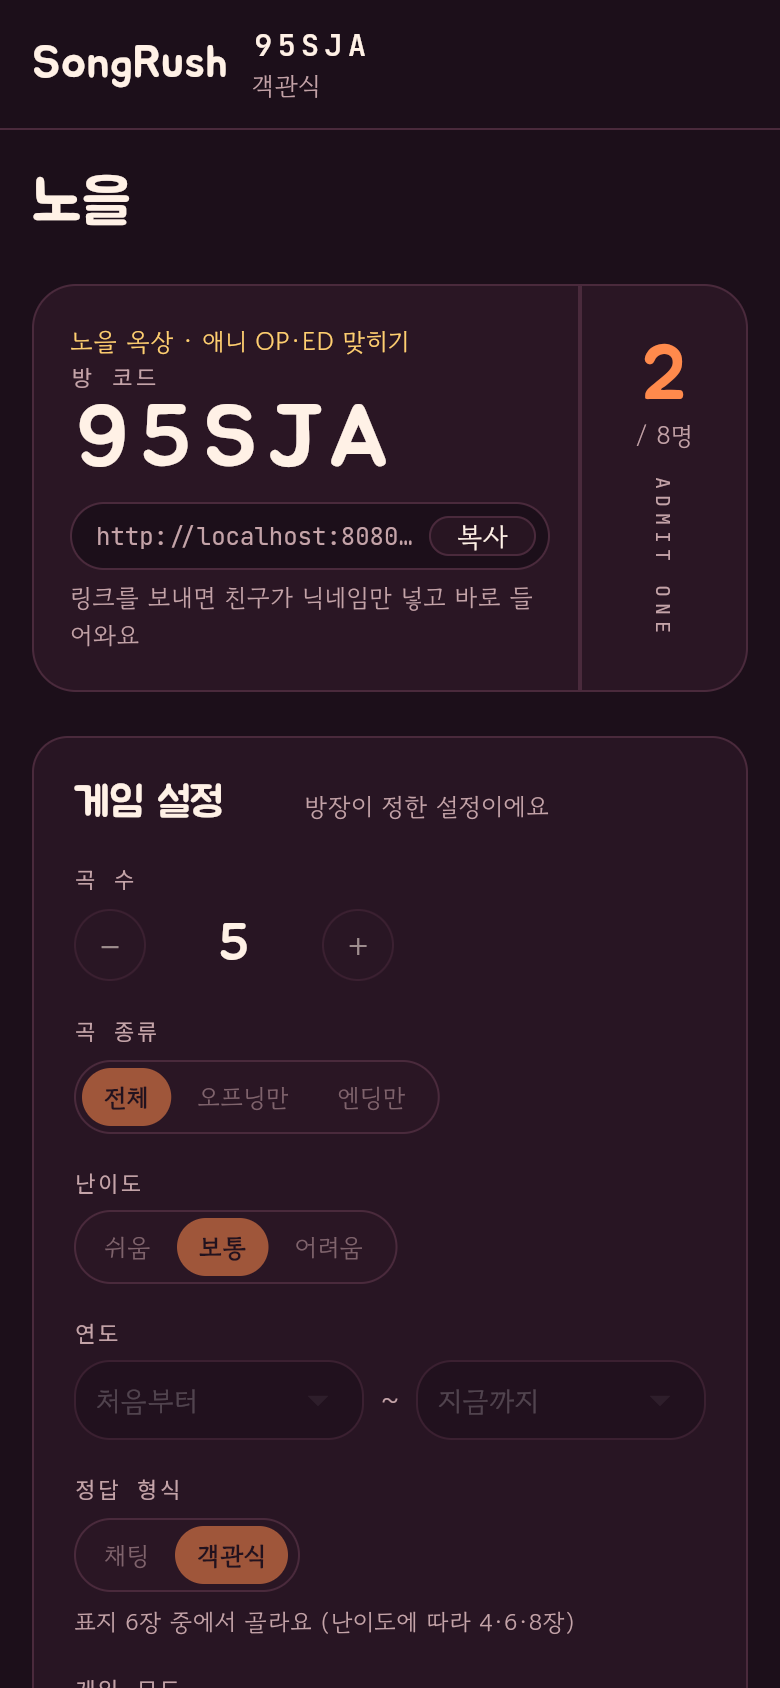 SongRush
95SJA
객관식
노을
노을 옥상 · 애니 OP·ED 맞히기
방 코드
95SJA
http://localhost:8080…
복사
링크를 보내면 친구가 닉네임만 넣고 바로 들
어와요
2
/ 8명
ADMIT ONE
게임 설정
방장이 정한 설정이에요
곡 수
− 5 +
곡 종류
전체 오프닝만 엔딩만
난이도
쉬움 보통 어려움
연도
처음부터 ~ 지금까지
정답 형식
채팅 객관식
표지 6장 중에서 골라요 (난이도에 따라 4·6·8장)